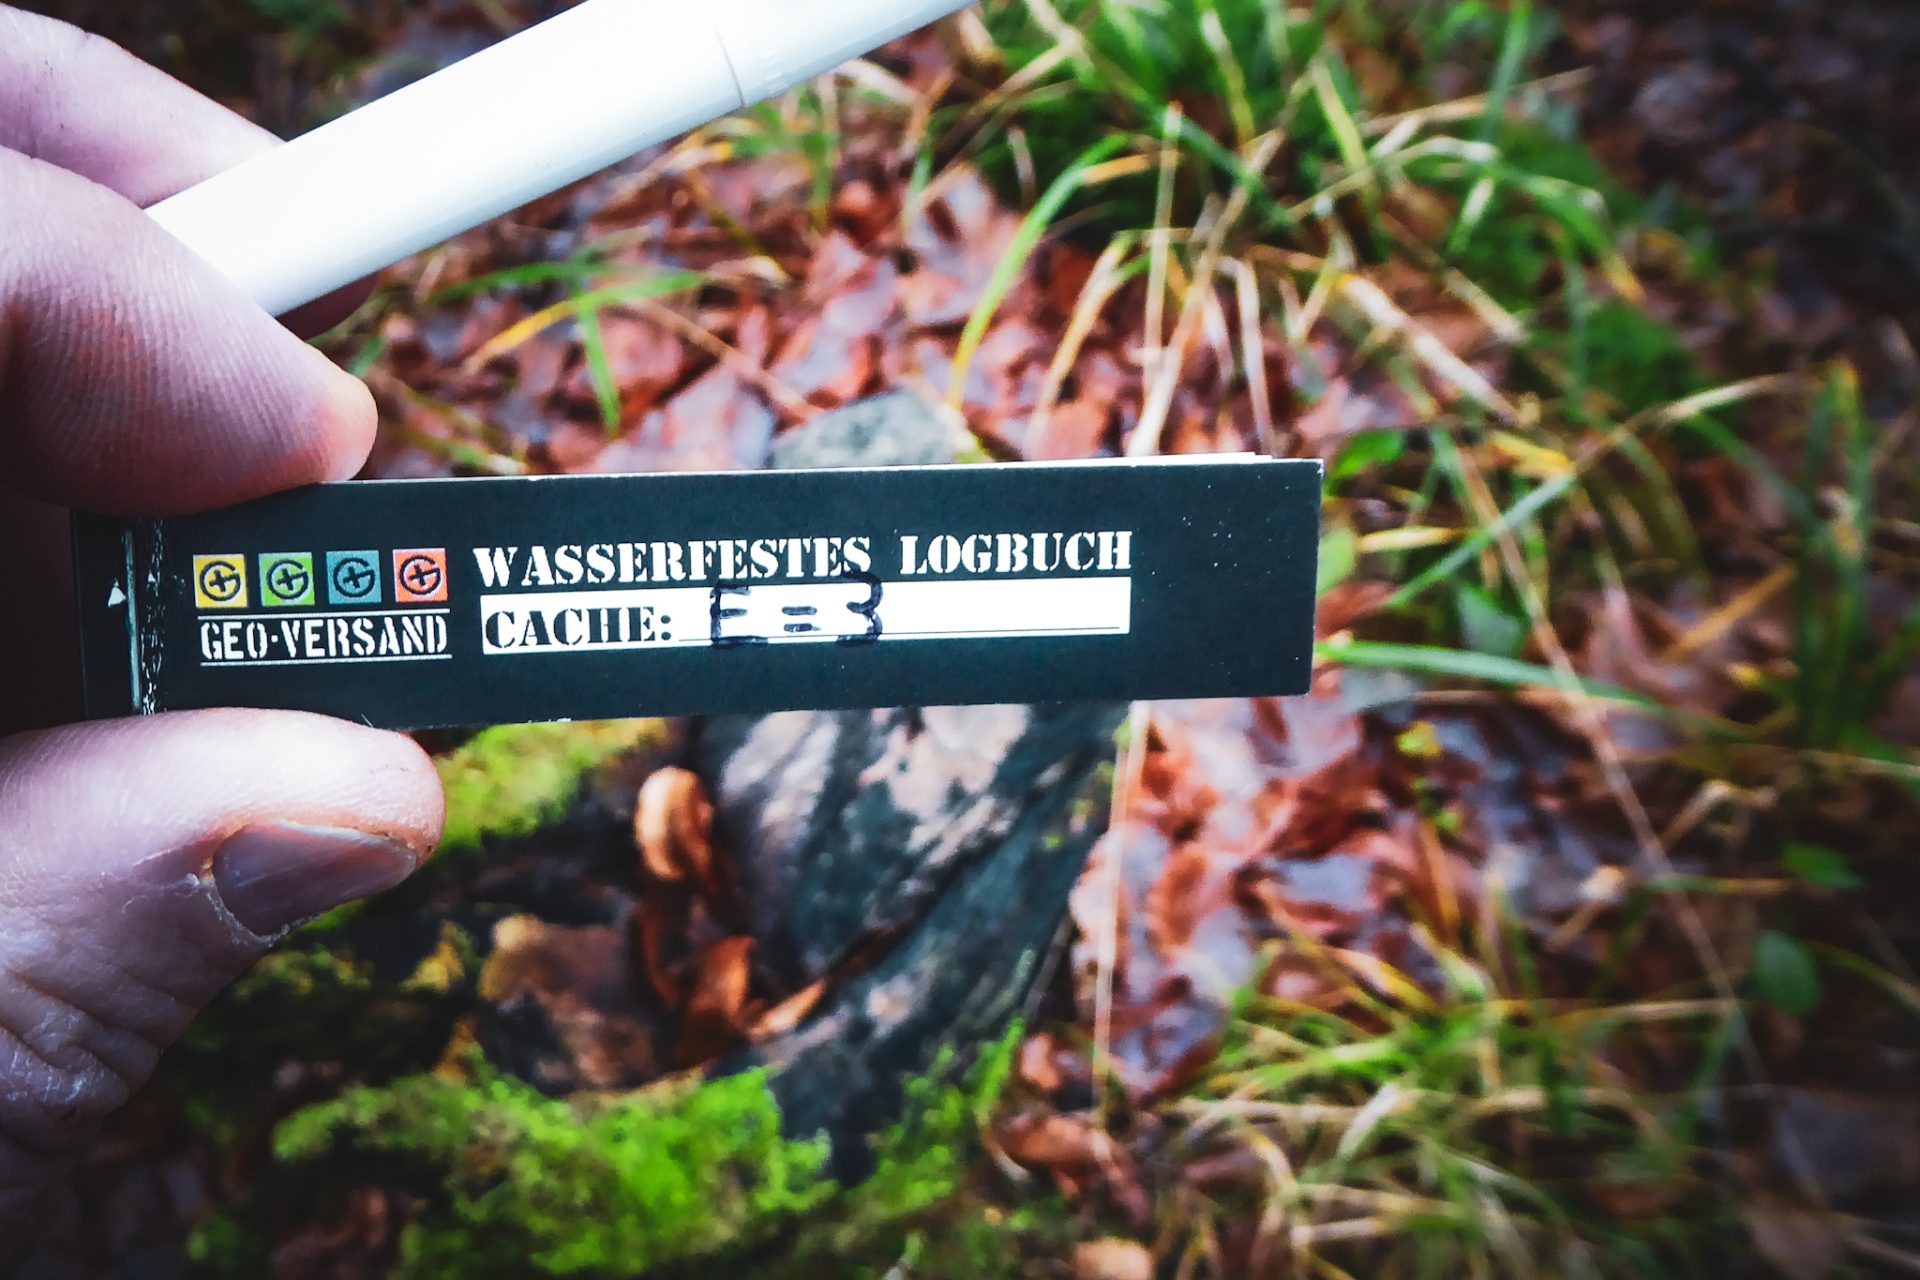 WASSERFESTES LOGBUCH
CACHE: E=3
GEO-VERSAND